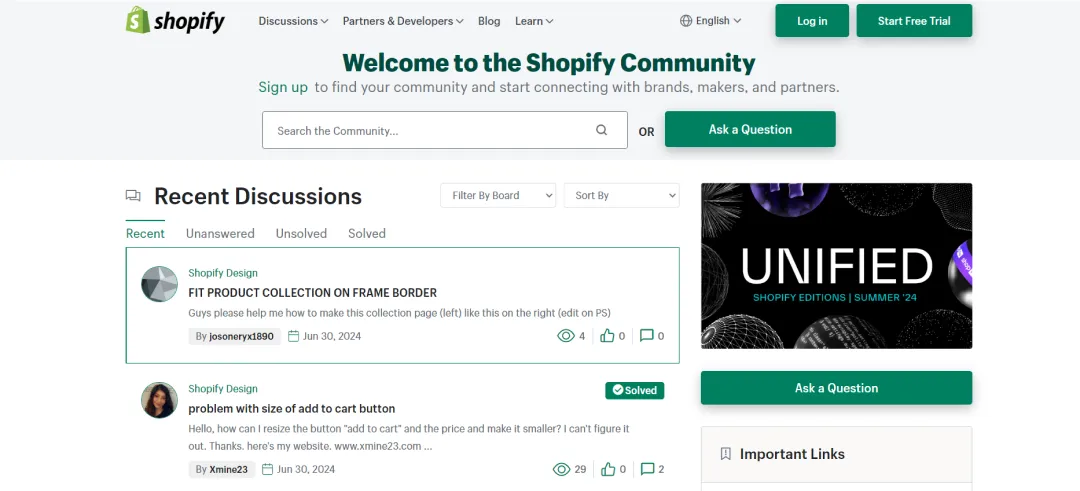 shopify
Discussions Partners & Developers Blog Learn English Log in Start Free Trial
Welcome to the Shopify Community
Sign up to find your community and start connecting with brands, makers, and partners.
Search the Community... OR Ask a Question
Recent Discussions Filter By Board Sort By
Recent Unanswered Unsolved Solved
Shopify Design
FIT PRODUCT COLLECTION ON FRAME BORDER
Guys please help me how to make this collection page (left) like this on the right (edit on PS)
By josoneryx1890 Jun 30, 2024 4 0 0
Shopify Design Solved
problem with size of add to cart button
Hello, how can I resize the button "add to cart" and the price and make it smaller? I can't figure it
out. Thanks. here's my website. www.xmine23.com ...
By Xmine23 Jun 30, 2024 29 0 2
UNIFIED
SHOPIFY EDITIONS | SUMMER '24
Ask a Question
Important Links